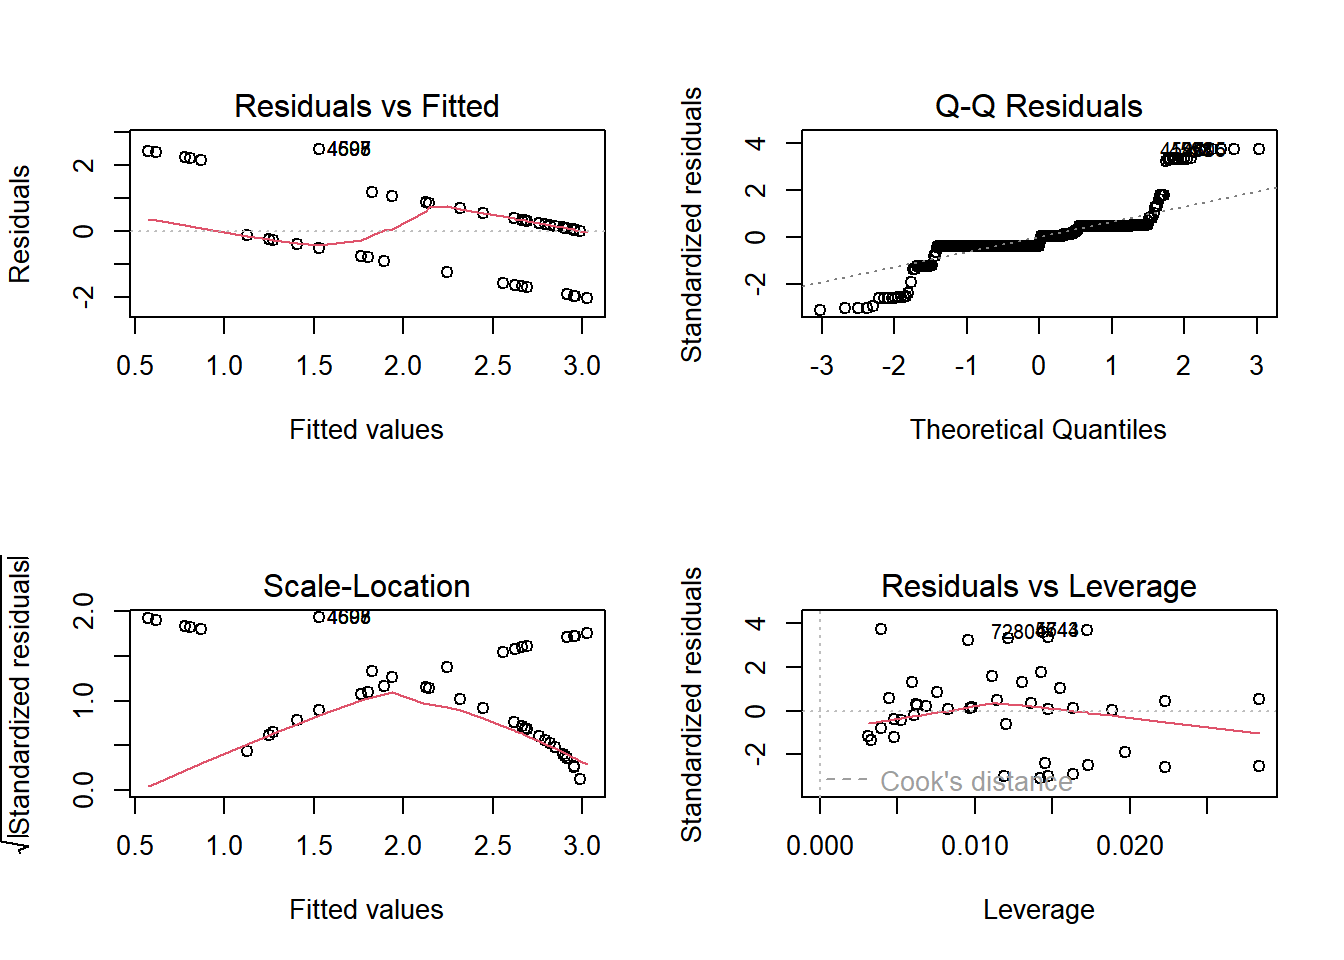 Residuals vs Fitted
Residuals
2
0
-2
0.5 1.0 1.5 2.0 2.5 3.0
Fitted values
Q-Q Residuals
Standardized residuals
4
2
0
-2
-3 -2 -1 0 1 2 3
Theoretical Quantiles
Scale-Location
√|Standardized residuals|
2.0
1.0
0.0
0.5 1.0 1.5 2.0 2.5 3.0
Fitted values
Residuals vs Leverage
Standardized residuals
4
2
0
-2
Cook's distance
0.000 0.010 0.020
Leverage